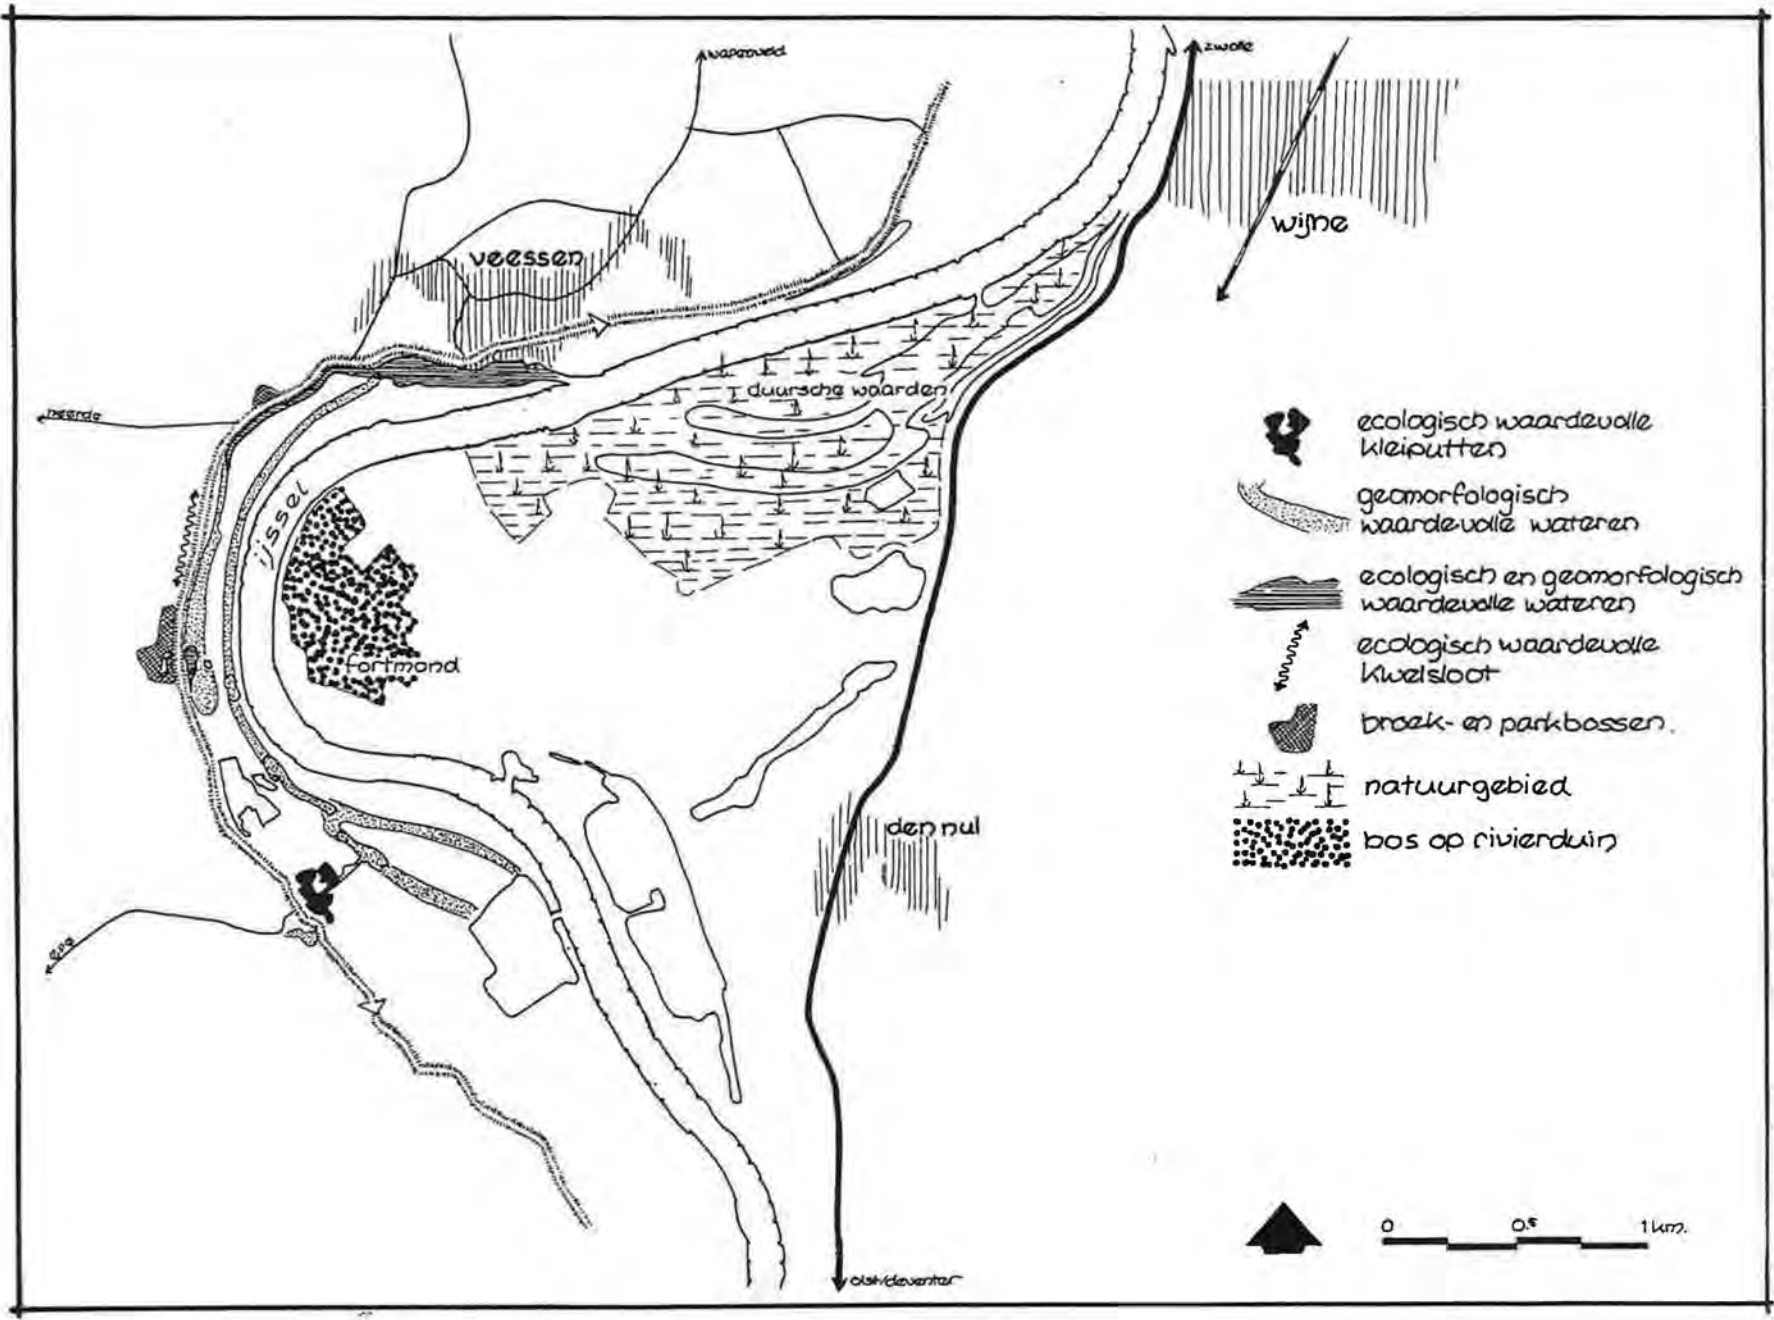 wapenveld
zwolle
wijhe
veessen
heerde
duursche waarden
ijssel
fortmond
den nul
epe
olst/deventer
ecologisch waardevolle
kleiputten
geomorfologisch
waardevolle wateren
ecologisch en geomorfologisch
waardevolle wateren
ecologisch waardevolle
kwelsloot
broek- en parkbossen.
natuurgebied
bos op rivierduin
0 0.5 1 km.